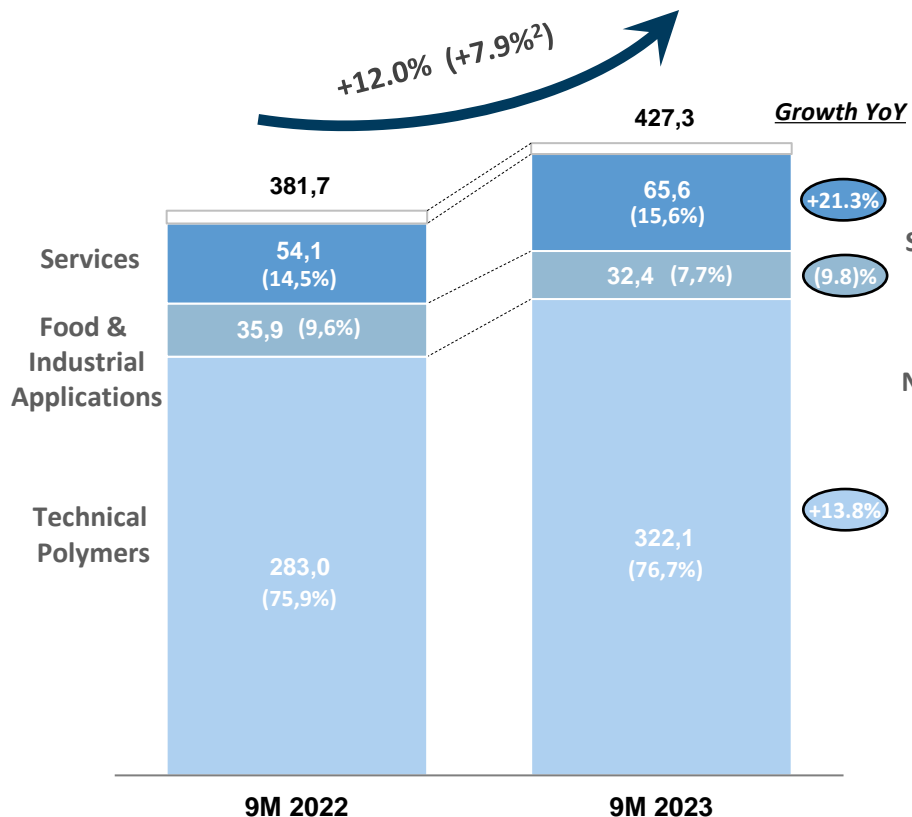 +12.0% (+7.9%2)
Growth YoY
427,3
381,7
65,6
(15,6%)
+21.3%
S
Services
54,1
(14,5%)
32,4 (7,7%)
(9.8)%
Food &
Industrial
Applications
35,9 (9,6%)
N
Technical
Polymers
283,0
(75,9%)
322,1
(76,7%)
+13.8%
9M 2022
9M 2023